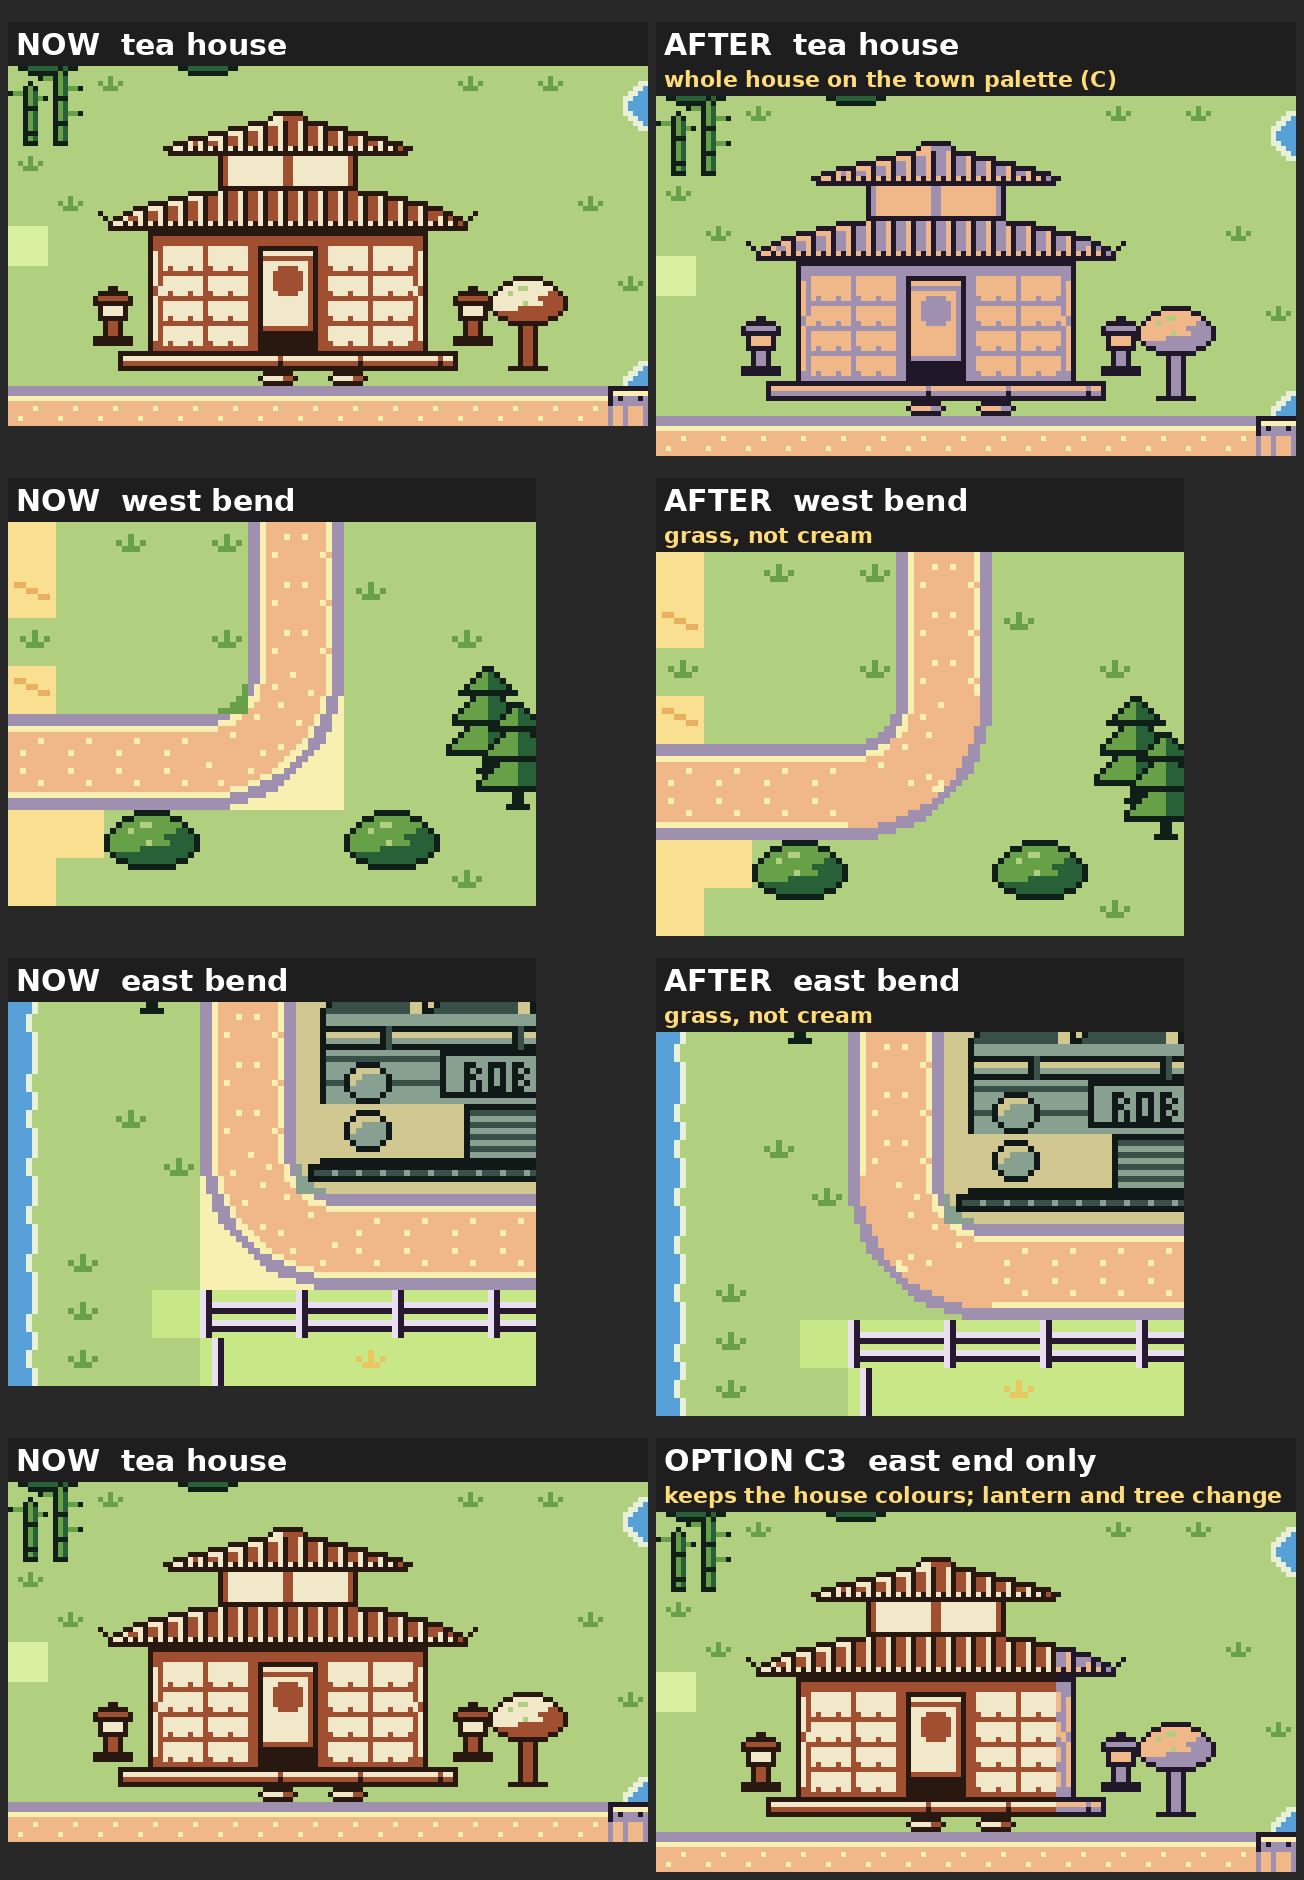 NOW tea house
AFTER tea house
whole house on the town palette (C)
NOW west bend
AFTER west bend
grass, not cream
NOW east bend
AFTER east bend
grass, not cream
ROB
ROB
NOW tea house
OPTION C3 east end only
keeps the house colours; lantern and tree change